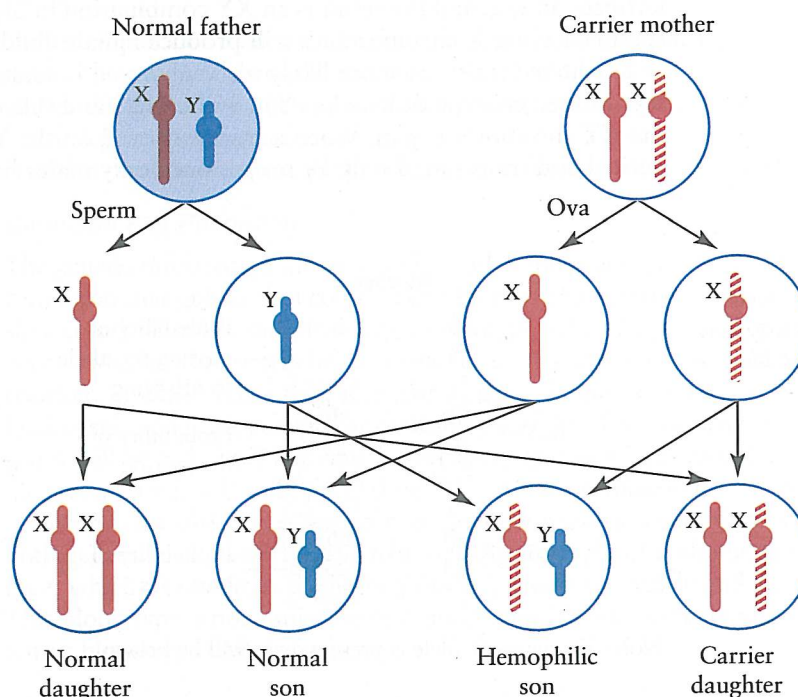 Normal father
Carrier mother
X
Y
X
X
Sperm
Ova
X
Y
X
X
X
X
X
Y
X
Y
X
X
Normal
daughter
Normal
son
Hemophilic
son
Carrier
daughter